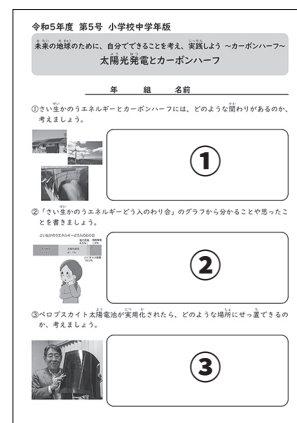 令和5年度 第5号 小学校中学年版
未来の地球のために、自分でできることを考え、実践しよう ～カーボンハーフ～
太陽光発電とカーボンハーフ
年 組 名前
①さい生かのうエネルギーとカーボンハーフには、どのような関わりがあるのか、
考えましょう。
1
②「さい生かのうエネルギーどう入のわり合」のグラフから分かることや思ったこ
とを書きましょう。
2
③ペロブスカイト太陽電池が実用化されたら、どのような場所にせっ置できるの
か、考えましょう。
3